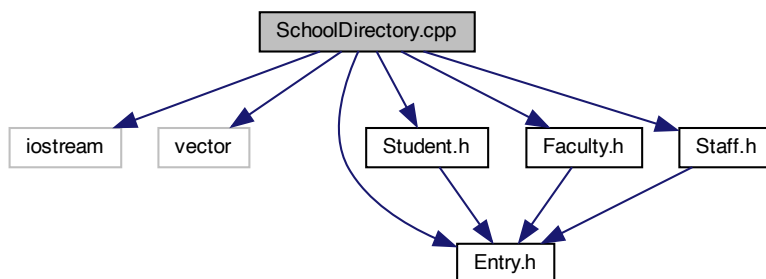 SchoolDirectory.cpp
iostream
vector
Student.h
Faculty.h
Staff.h
Entry.h